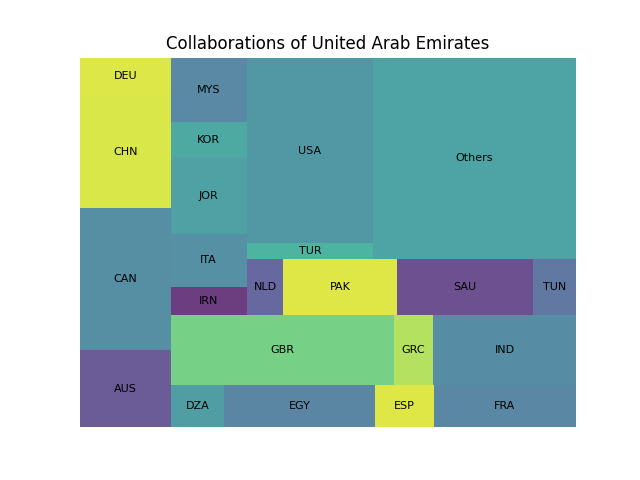 Collaborations of United Arab Emirates
DEU
MYS
USA
Others
CHN
KOR
JOR
TUR
ITA
CAN
NLD
PAK
SAU
TUN
IRN
GBR
GRC
IND
AUS
DZA
EGY
ESP
FRA